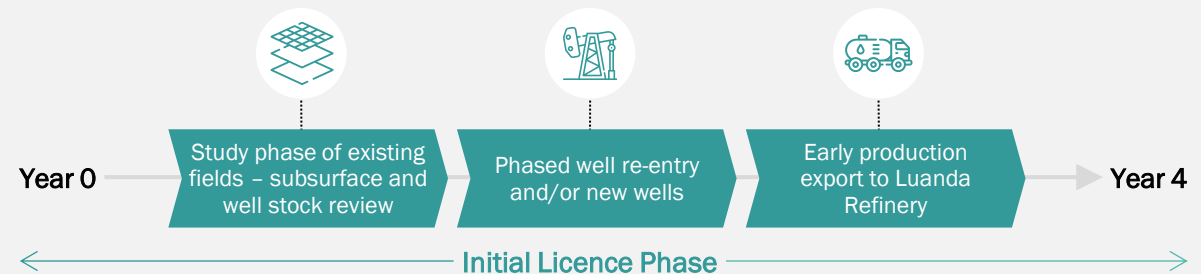 Year 0
Study phase of existing
fields – subsurface and
well stock review
Phased well re-entry
and/or new wells
Early production
export to Luanda
Refinery
Year 4
Initial Licence Phase